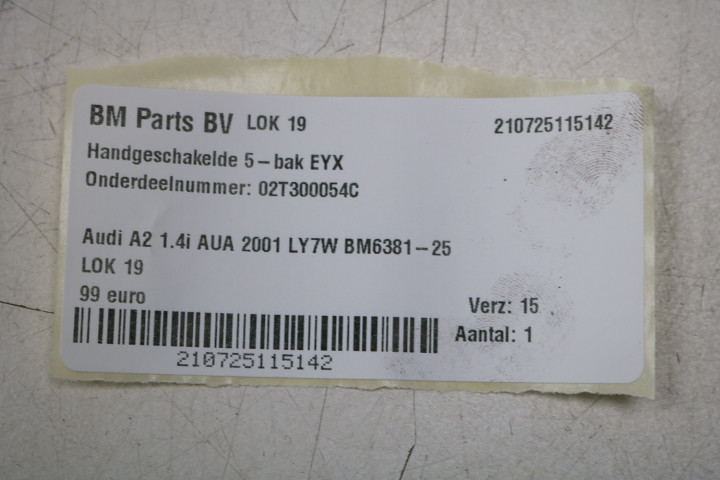 BM Parts BV LOK 19 210725115142
Handgeschakelde 5-bak EYX
Onderdeelnummer: 02T300054C
Audi A2 1.4i AUA 2001 LY7W BM6381-25
LOK 19
99 euro
Verz: 15
Aantal: 1
210725115142